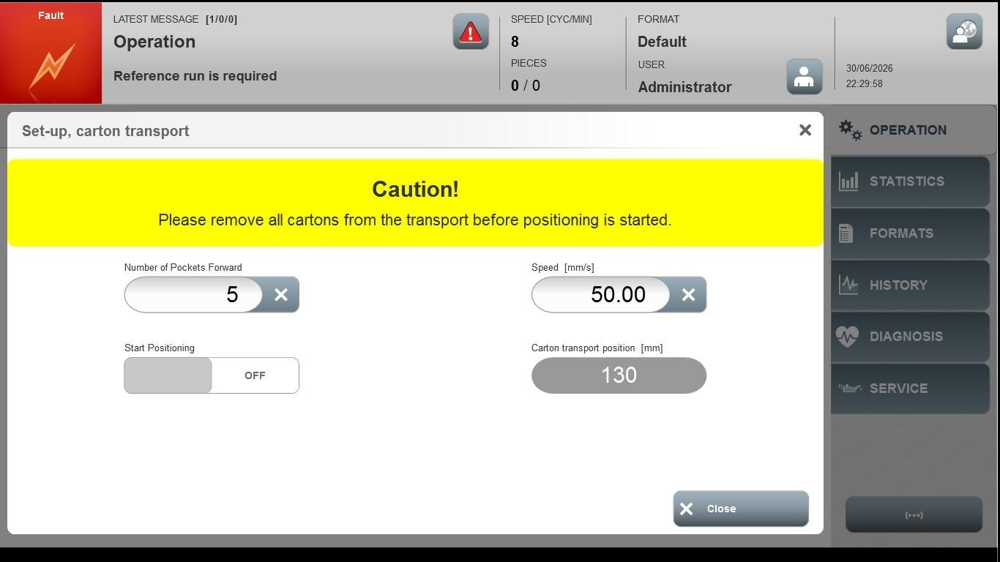 Fault
LATEST MESSAGE [1/0/0]
Operation
Reference run is required
SPEED [CYC/MIN]
8
PIECES
0 / 0
FORMAT
Default
USER
Administrator
30/06/2026
22:29:58
Set-up, carton transport
Caution!
Please remove all cartons from the transport before positioning is started.
Number of Pockets Forward
5
Speed [mm/s]
50.00
Start Positioning
OFF
Carton transport position [mm]
130
Close
OPERATION
STATISTICS
FORMATS
HISTORY
DIAGNOSIS
SERVICE
(•••)